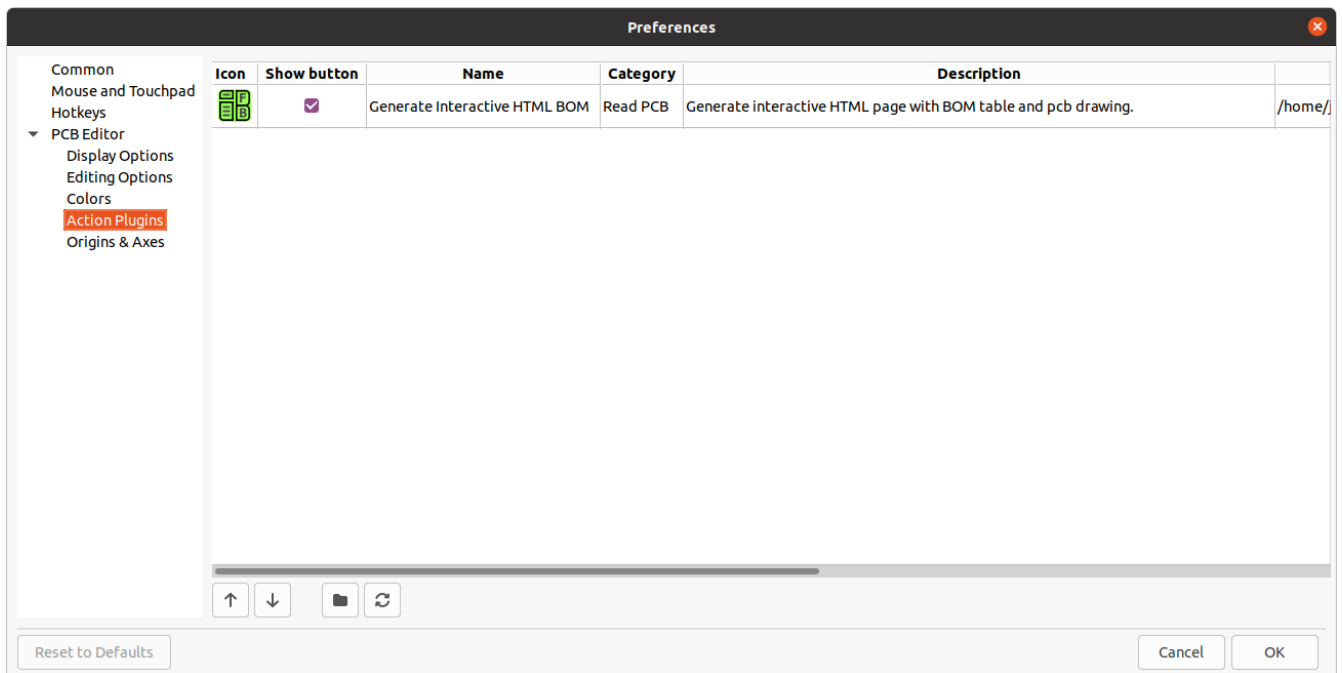 Preferences
Common
Mouse and Touchpad
Hotkeys
PCB Editor
Display Options
Editing Options
Colors
Action Plugins
Origins & Axes
Icon Show button Name Category Description
F
B
Generate Interactive HTML BOM Read PCB Generate interactive HTML page with BOM table and pcb drawing. /home/j
Reset to Defaults
Cancel OK